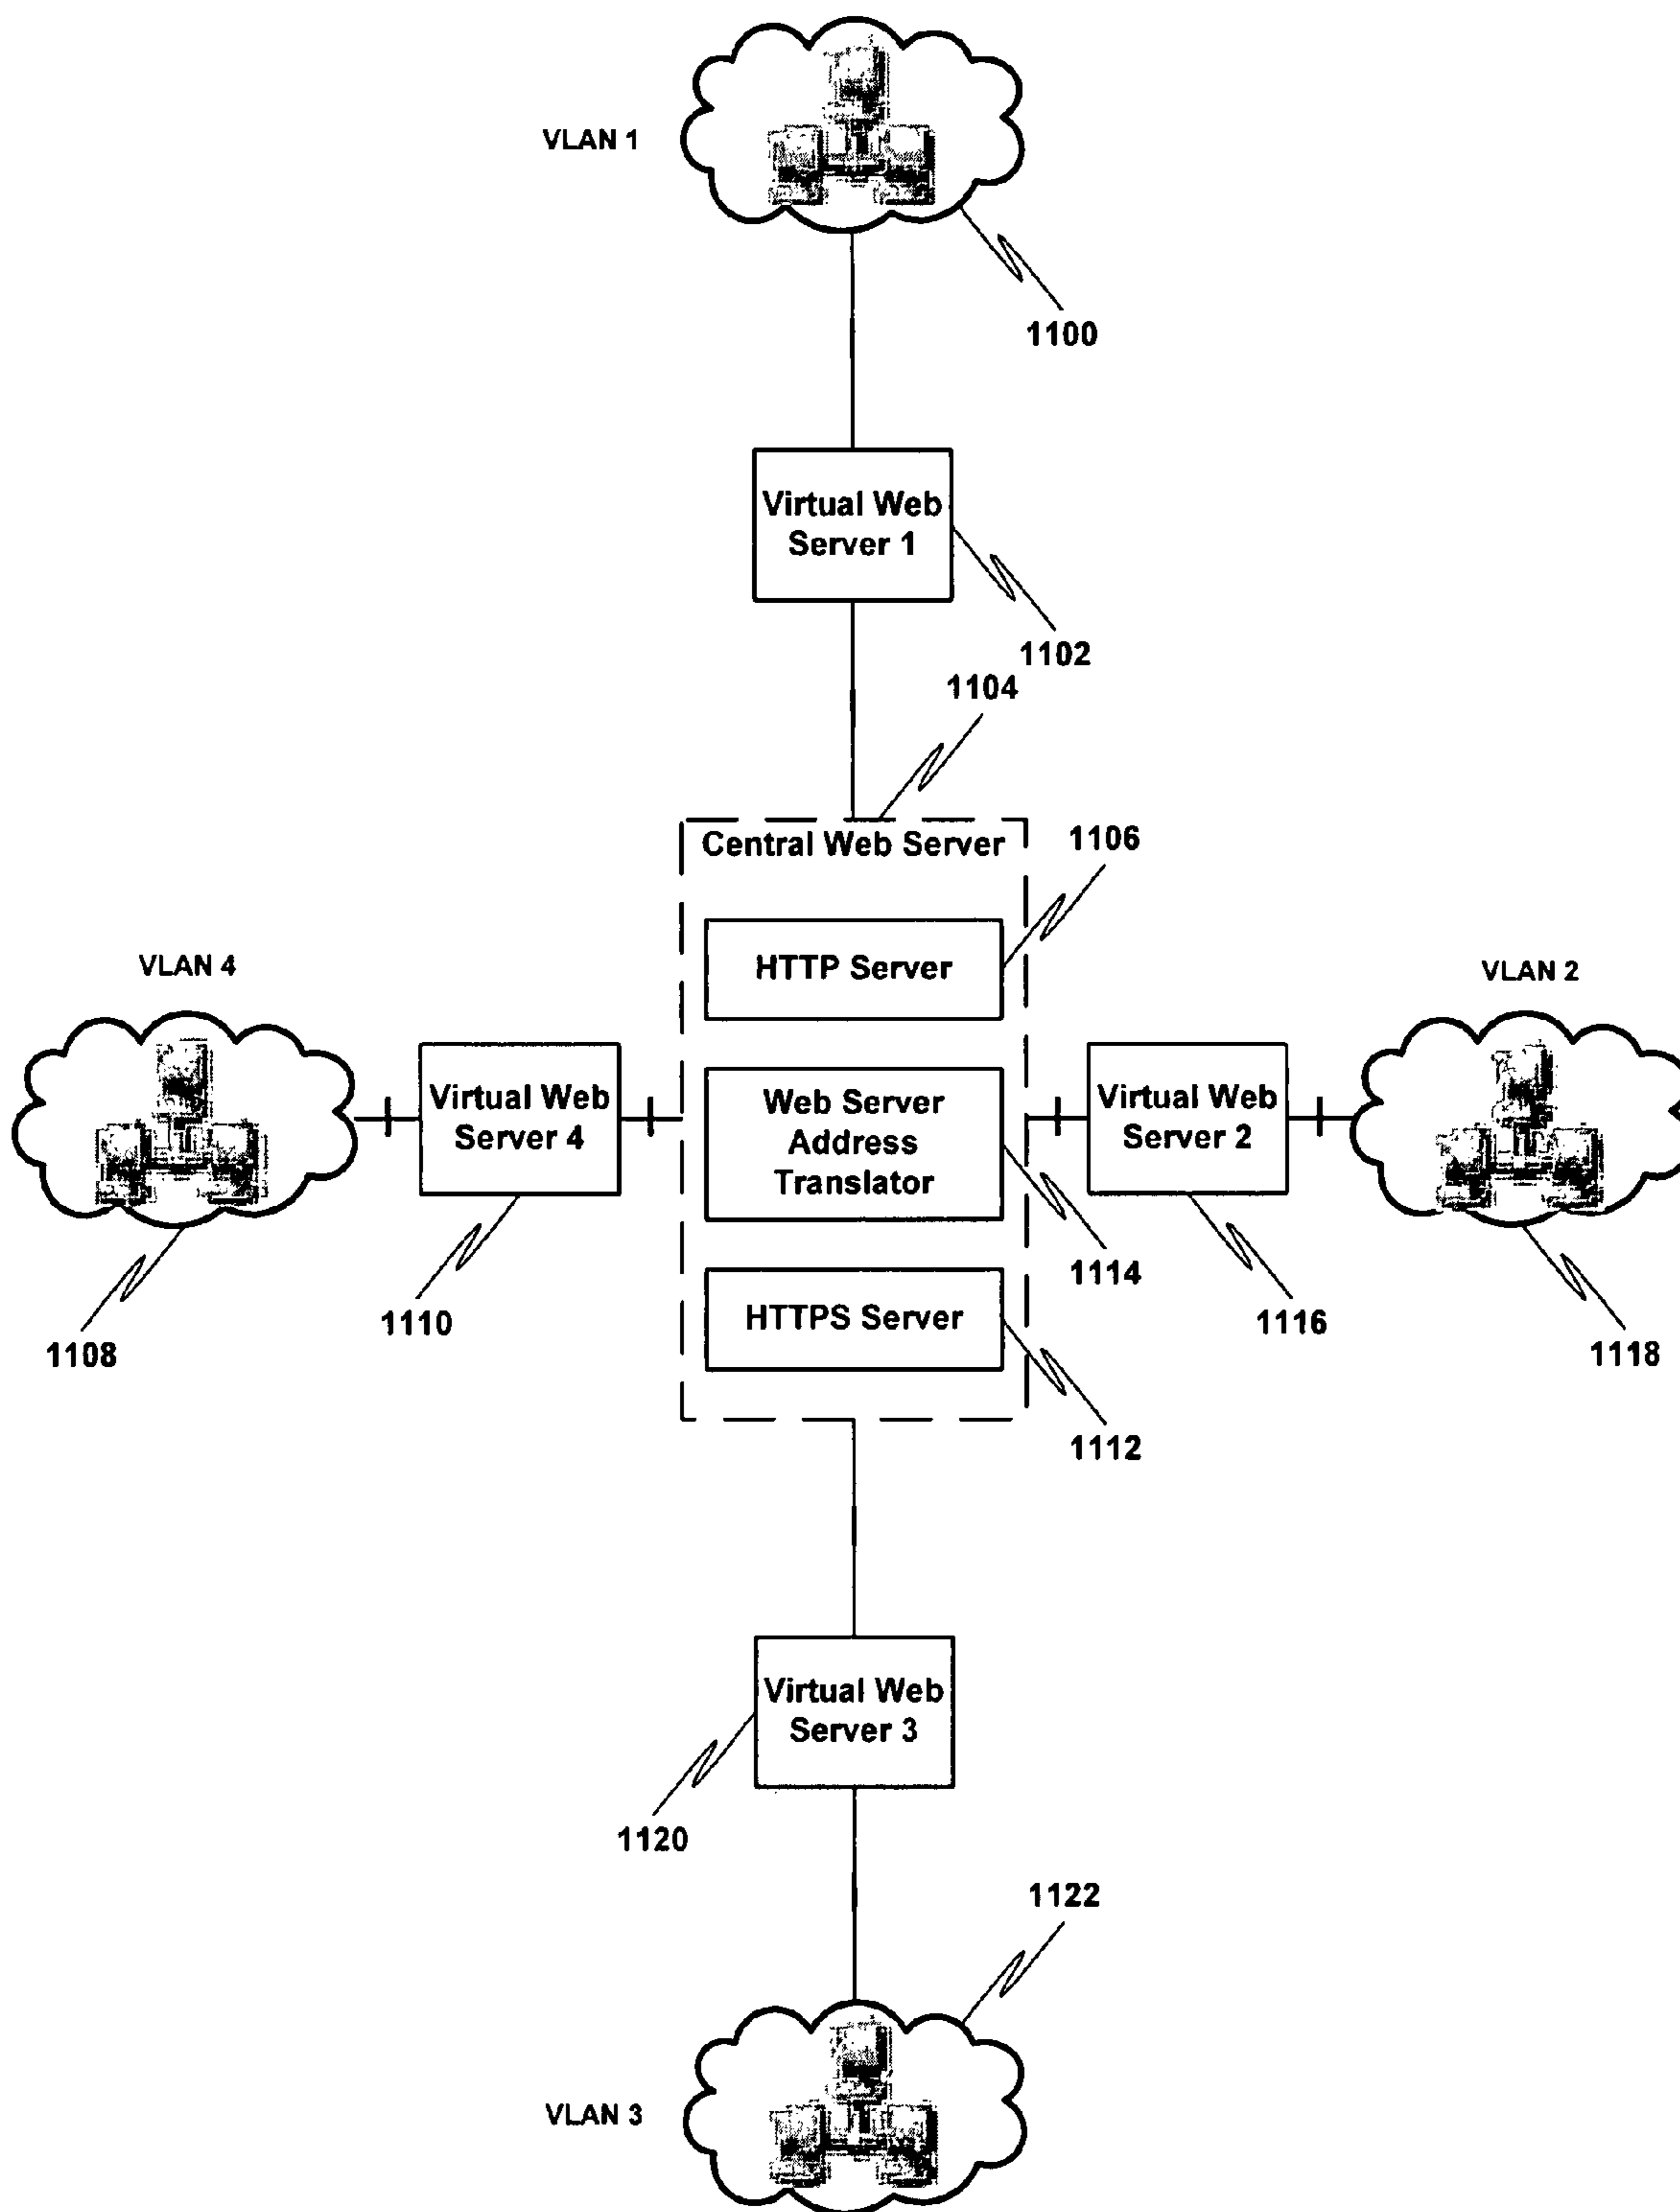 VLAN 1
1100
Virtual Web
Server 1
1102
1104
Central Web Server
1106
HTTP Server
VLAN 4
VLAN 2
Virtual Web
Server 4
Web Server
Address
Translator
Virtual Web
Server 2
1114
HTTPS Server
1108
1110
1116
1118
1112
Virtual Web
Server 3
1120
1122
VLAN 3